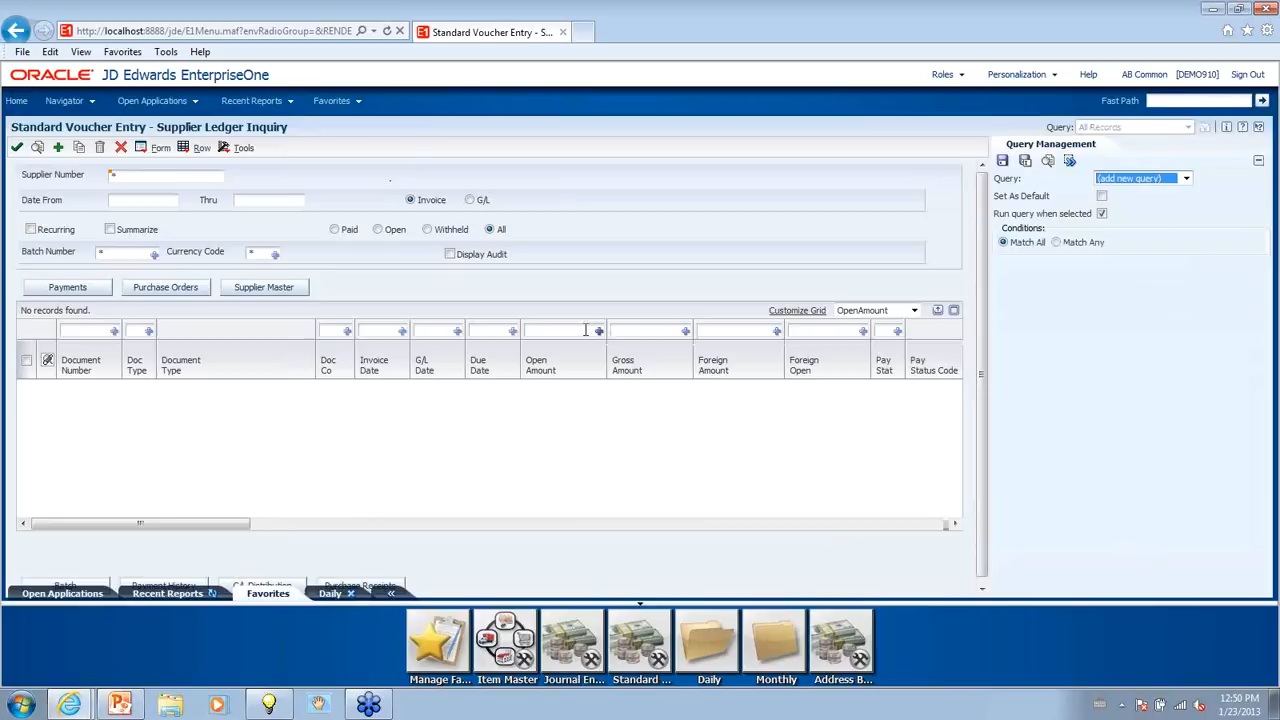 http://localhost:8888/jde/E1Menu.maf?envRadioGroup=&RENDE
Standard Voucher Entry - S...
File Edit View Favorites Tools Help
ORACLE JD Edwards EnterpriseOne
Roles Personalization Help AB Common [DEMO910] Sign Out
Home Navigator Open Applications Recent Reports Favorites Fast Path
Standard Voucher Entry - Supplier Ledger Inquiry
Query: All Records
Form Row Tools
Query Management
Supplier Number *
Query: (add new query)
Date From Thru Invoice G/L
Set As Default
Run query when selected
Recurring Summarize Paid Open Withheld All
Conditions:
Match All Match Any
Batch Number * Currency Code * Display Audit
Payments Purchase Orders Supplier Master
No records found. Customize Grid OpenAmount
Document Number
Doc Type
Document Type
Doc Co
Invoice Date
G/L Date
Due Date
Open Amount
Gross Amount
Foreign Amount
Foreign Open
Pay Stat
Pay Status Code
Batch Payment History G/L Distribution Purchase Receipts
Open Applications Recent Reports Favorites Daily «
Manage Fa... Item Master Journal En... Standard ... Daily Monthly Address B...
12:50 PM
1/23/2013